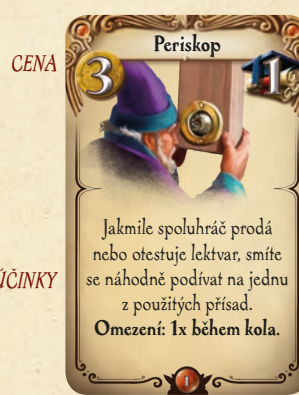 Periskop
CENA
3
1
Jakmile spoluhráč prodá
nebo otestuje lektvar, smíte
ÚČINKY
se náhodně podívat na jednu
z použitých přísad.
Omezení: 1x během kola.
1